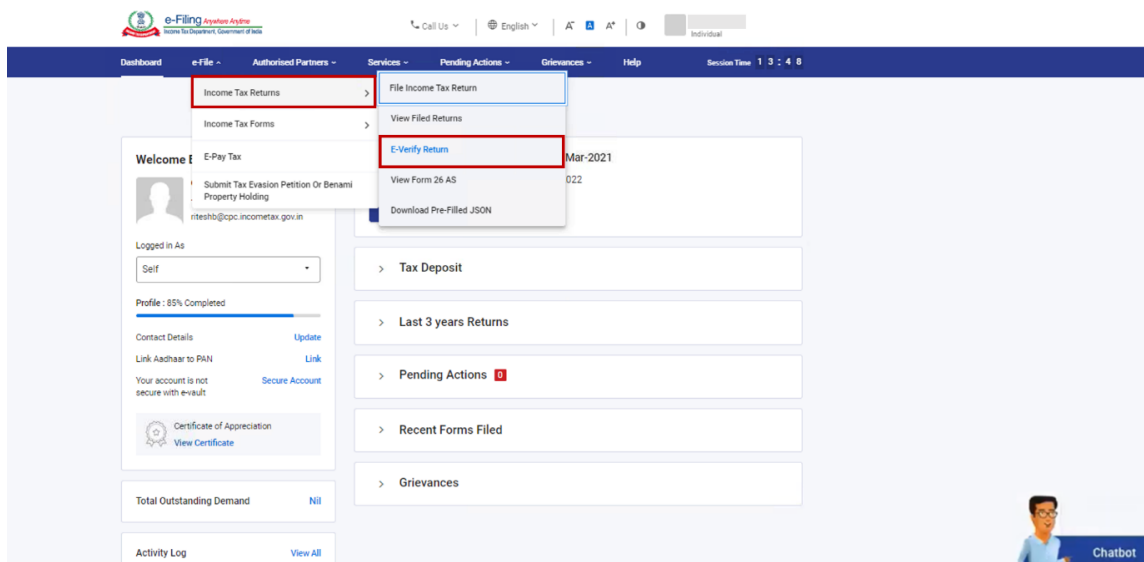 e-Filing Anywhere Anytime
Income Tax Department, Government of India
Call Us
English
A- A A+
Individual
Dashboard e-File Authorised Partners Services Pending Actions Grievances Help Session Time 1 3 : 4 8
Income Tax Returns
Income Tax Forms
E-Pay Tax
Submit Tax Evasion Petition Or Benami
Property Holding
File Income Tax Return
View Filed Returns
E-Verify Return
View Form 26 AS
Download Pre-Filled JSON
Welcome
riteshb@cpc.incometax.gov.in
Mar-2021
022
Logged in As
Self
Profile : 85% Completed
Contact Details Update
Link Aadhaar to PAN Link
Your account is not Secure Account
secure with e-vault
Certificate of Appreciation
View Certificate
Total Outstanding Demand Nil
Activity Log View All
Tax Deposit
Last 3 years Returns
Pending Actions 0
Recent Forms Filed
Grievances
Chatbot